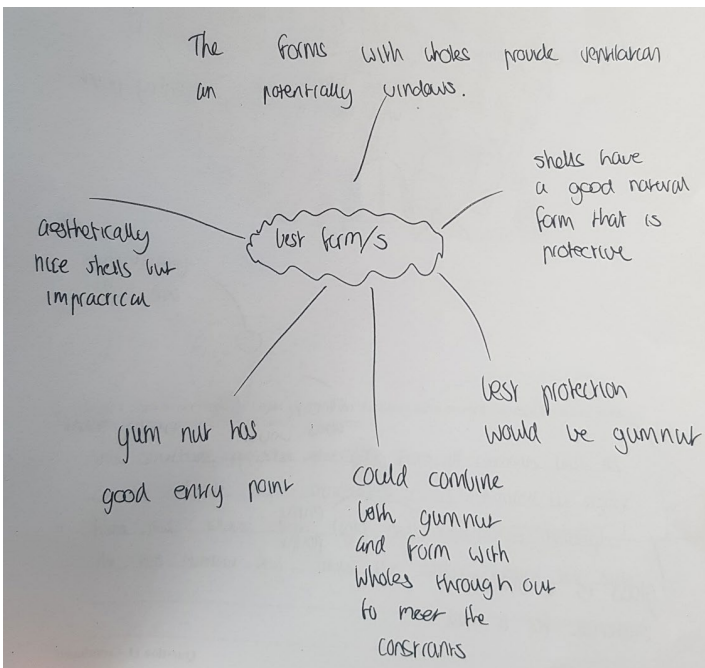 The forms with wholes provide ventilation
an potentially windows.
shells have
a good natural
form that is
protective
best form/s
aesthetically
nice shells but
impractical
best protection
would be gumnut
gum nut has
good entry point
could combine
both gumnut
and form with
wholes through out
to meet the
constrants